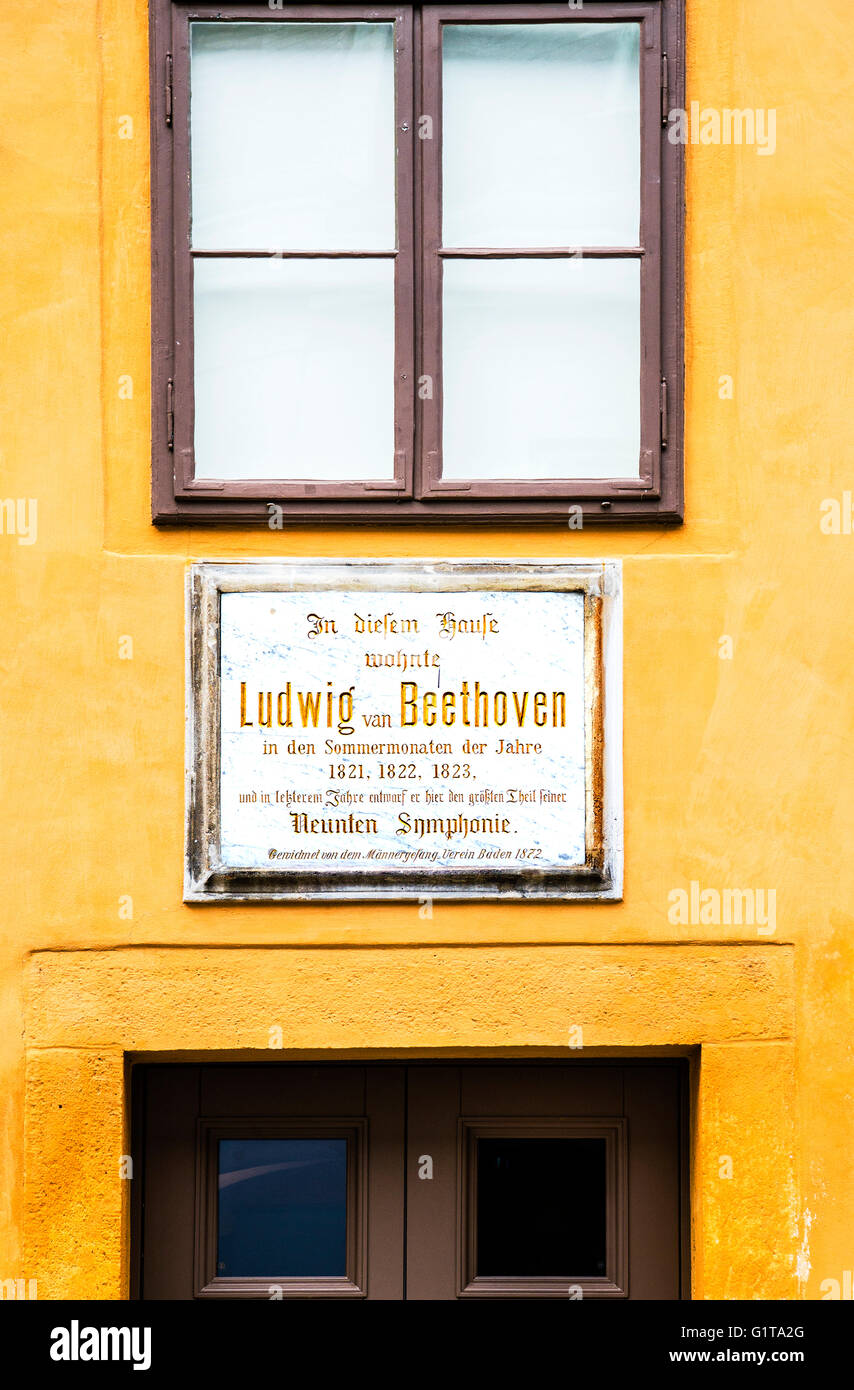 In diesem Hause
wohnte
Ludwig van Beethoven
in den Sommermonaten der Jahre
1821, 1822, 1823,
und in letzterem Jahre entwarf er hier den größten Theil seiner
Neunten Symphonie.
Gewidmet von dem Männergesang. Verein Baden 1872
alamy
Image ID: G1TA2G
www.alamy.com